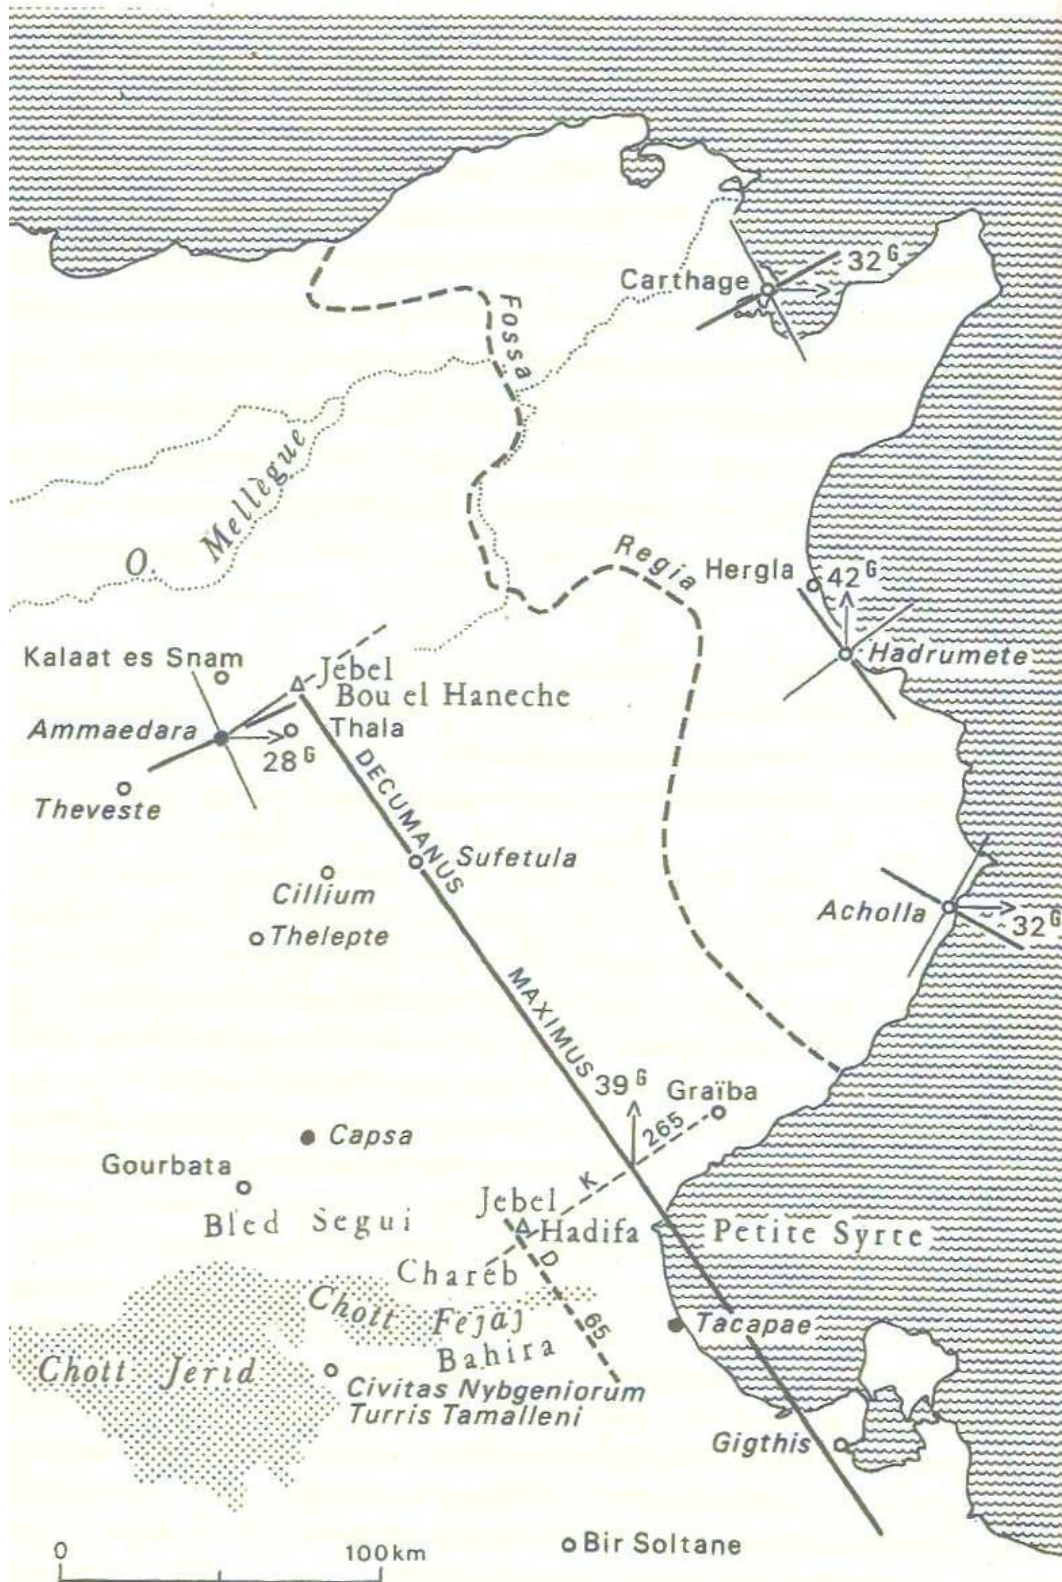 Carthage
32 G
Fossa
O. Mellègue
Regia
Hergla
42 G
Hadrumete
Kalaat es Snam
Jebel
Bou el Haneche
Ammaedara
Thala
28 G
Theveste
DECUMANUS
Sufetula
Cillium
Thelepte
Acholla
32 G
MAXIMUS
39 G
Graïba
265
Capsa
Gourbata
K
Jebel
Hadifa
Bled Segui
Petite Syrte
D
Charéb
Chott Fejaj
65
Bahira
Tacapae
Chott Jerid
Civitas Nybgeniorum
Turris Tamalleni
Gigthis
0 100 km
Bir Soltane